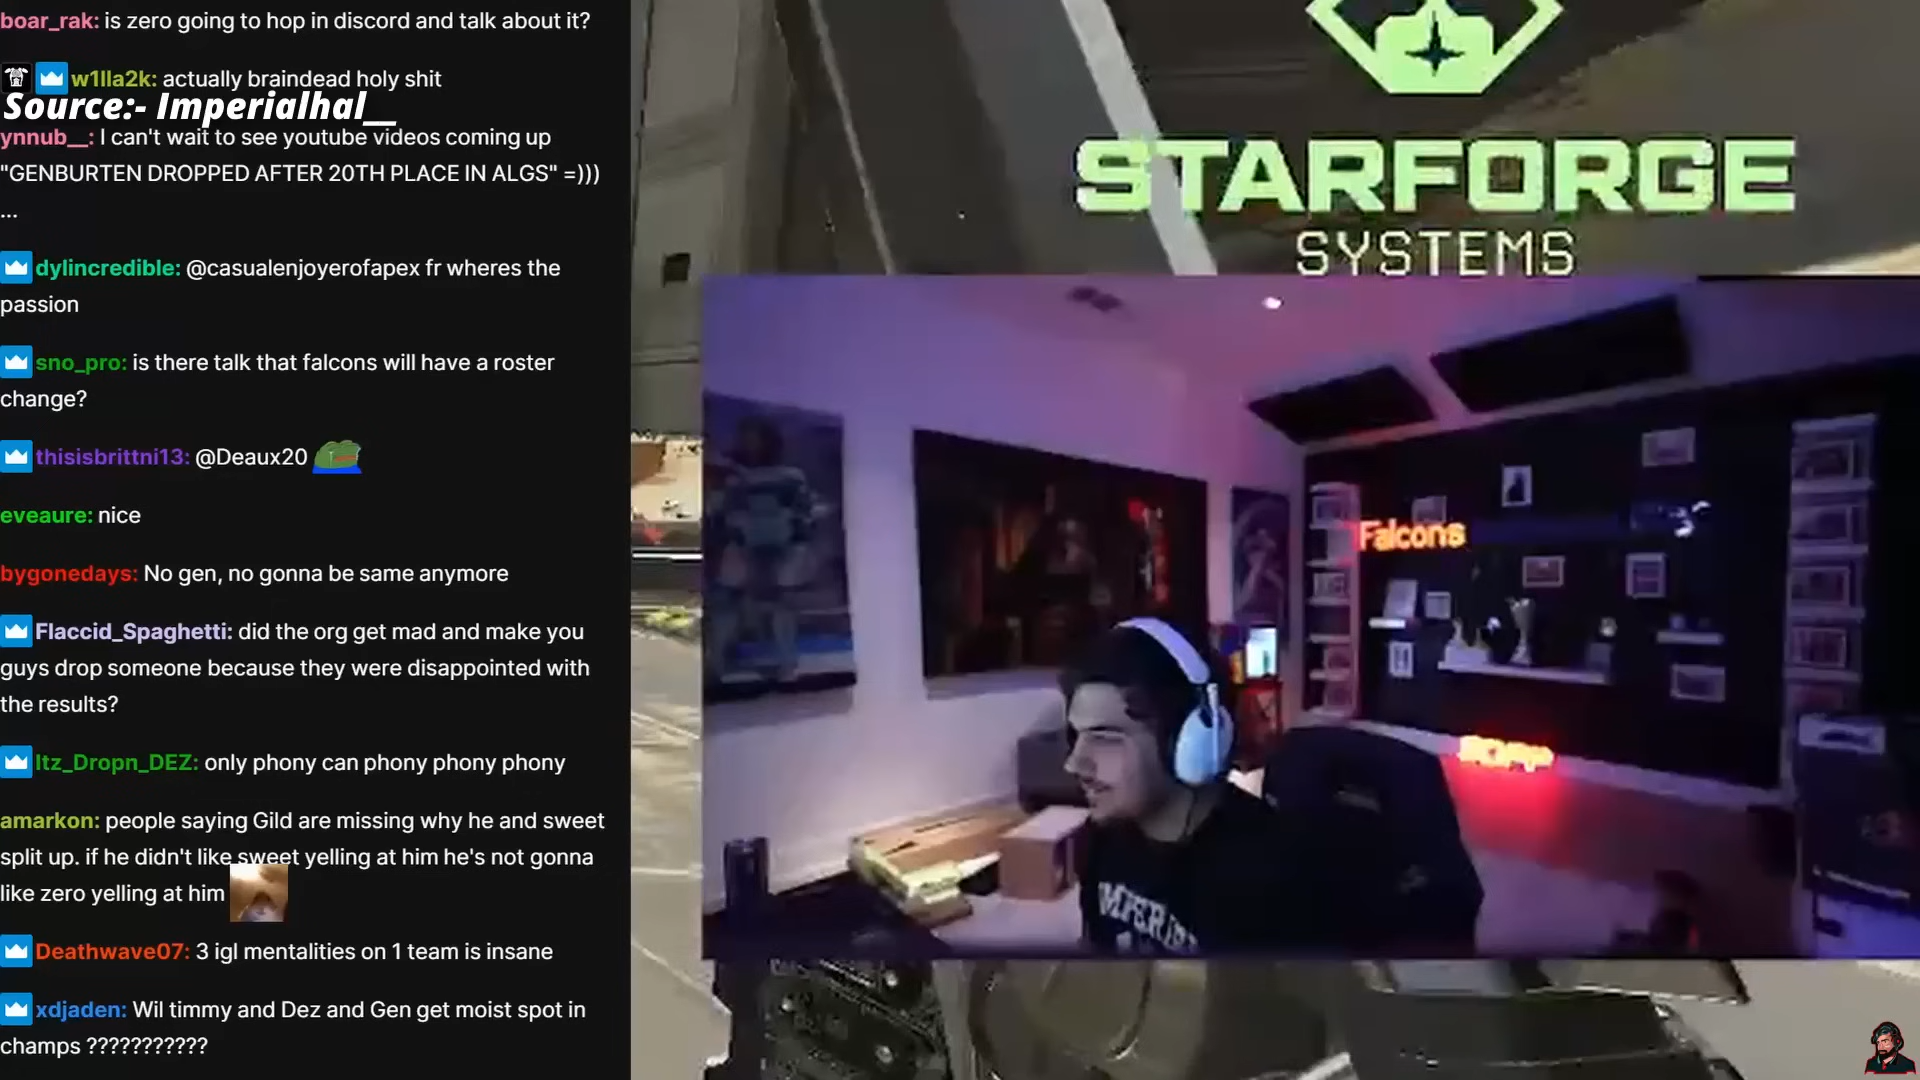 boar_rak: is zero going to hop in discord and talk about it?
w1lla2k: actually braindead holy shit
Source:- Imperialhal__
ynnub__: I can't wait to see youtube videos coming up
"GENBURTEN DROPPED AFTER 20TH PLACE IN ALGS" =)))
...
dylincredible: @casualenjoyerofapex fr wheres the
passion
sno_pro: is there talk that falcons will have a roster
change?
thisisbrittni13: @Deaux20
eveaure: nice
bygonedays: No gen, no gonna be same anymore
Flaccid_Spaghetti: did the org get mad and make you
guys drop someone because they were disappointed with
the results?
Itz_Dropn_DEZ: only phony can phony phony phony
amarkon: people saying Gild are missing why he and sweet
split up. if he didn't like sweet yelling at him he's not gonna
like zero yelling at him
Deathwave07: 3 igl mentalities on 1 team is insane
xdjaden: Wil timmy and Dez and Gen get moist spot in
champs ???????????
STARFORGE
SYSTEMS
Falcons